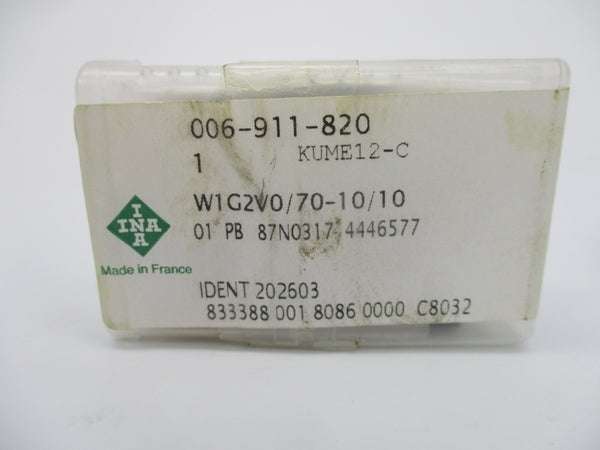 006-911-820
1 KUME12-C
W1G2V0/70-10/10
01 PB 87N0317 4446577
INA
INA
Made in France
IDENT 202603
833388 001 8086 0000 C8032